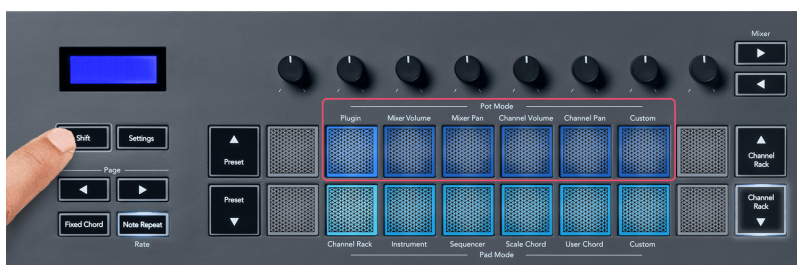 Mixer
Pot Mode
Plugin Mixer Volume Mixer Pan Channel Volume Channel Pan Custom
Shift Settings
Preset
Channel
Rack
Page
Preset
Channel
Rack
Fixed Chord Note Repeat
Rate
Channel Rack Instrument Sequencer Scale Chord User Chord Custom
Pad Mode